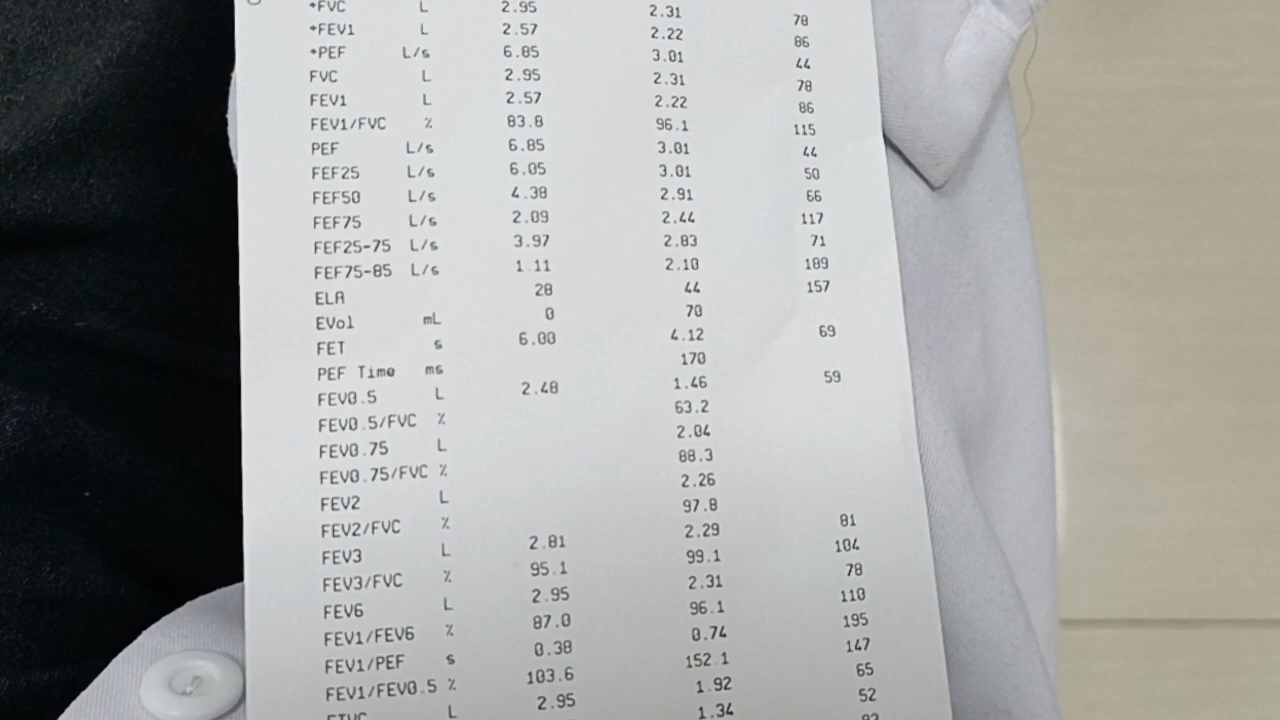 *FVC L 2.95 2.31 78
*FEV1 L 2.57 2.22 86
*PEF L/s 6.85 3.01 44
FVC L 2.95 2.31 78
FEV1 L 2.57 2.22 86
FEV1/FVC % 83.8 96.1 115
PEF L/s 6.85 3.01 44
FEF25 L/s 6.05 3.01 50
FEF50 L/s 4.38 2.91 66
FEF75 L/s 2.09 2.44 117
FEF25-75 L/s 3.97 2.83 71
FEF75-85 L/s 1.11 2.10 189
ELA 28 44 157
EVol mL 0 70
FET s 6.00 4.12 69
PEF Time ms 170
FEV0.5 L 2.48 1.46 59
FEV0.5/FVC % 63.2
FEV0.75 L 2.04
FEV0.75/FVC % 88.3
FEV2 L 2.26
FEV2/FVC % 97.8
FEV3 L 2.81 2.29 81
FEV3/FVC % 95.1 99.1 104
FEV6 L 2.95 2.31 78
FEV1/FEV6 % 87.0 96.1 110
FEV1/PEF s 0.38 0.74 195
FEV1/FEV0.5 % 103.6 152.1 147
L 2.95 1.92 65
1.34 52